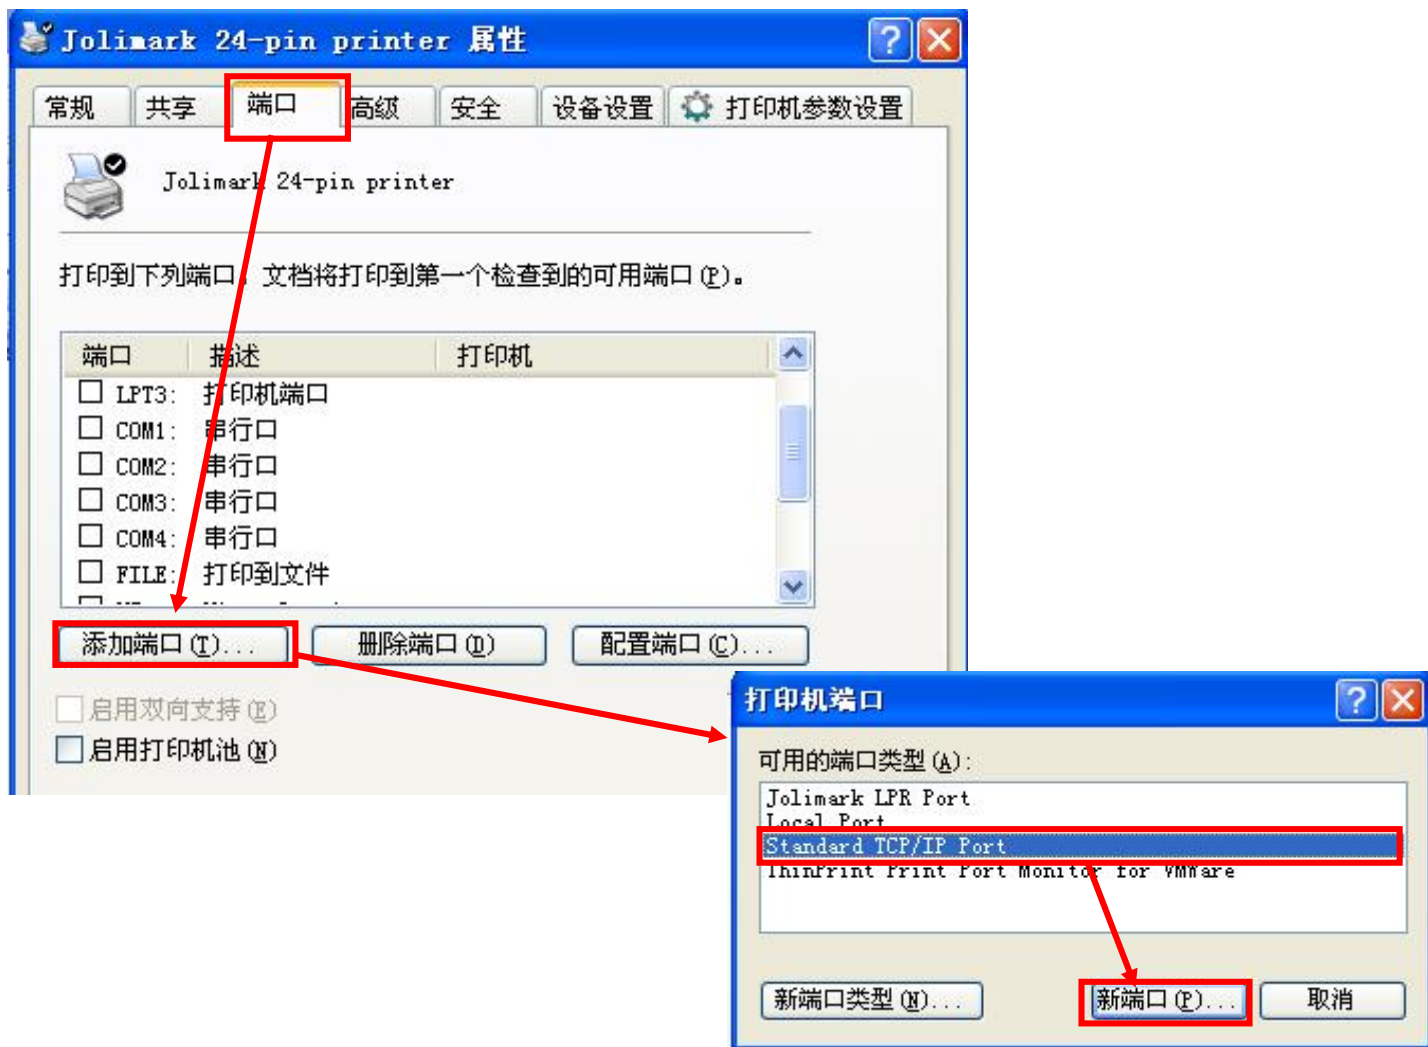 Jolimark 24-pin printer 属性
常规 共享 端口 高级 安全 设备设置 打印机参数设置
Jolimark 24-pin printer
打印到下列端口。文档将打印到第一个检查到的可用端口(P)。
端口 描述 打印机
LPT3: 打印机端口
COM1: 串行口
COM2: 串行口
COM3: 串行口
COM4: 串行口
FILE: 打印到文件
添加端口(T)... 删除端口(D) 配置端口(C)...
启用双向支持(E)
启用打印机池(N)
打印机端口
可用的端口类型(A):
Jolimark LPR Port
Local Port
Standard TCP/IP Port
ThinPrint Print Port Monitor for VMWare
新端口类型(N)... 新端口(P)... 取消